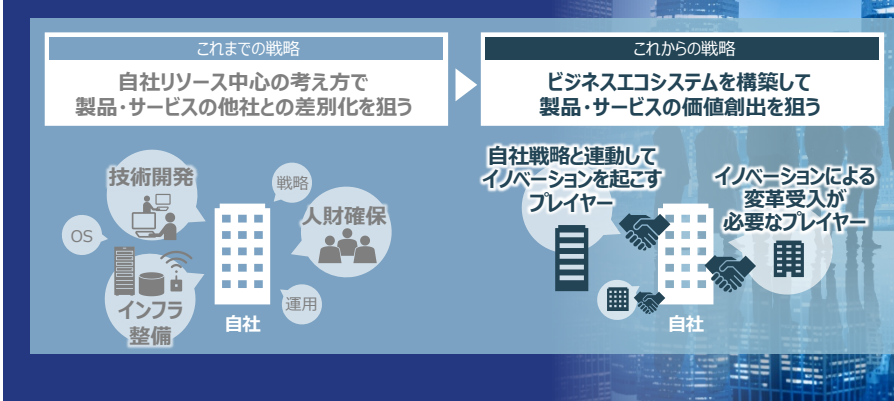 これまでの戦略
自社リソース中心の考え方で
製品・サービスの他社との差別化を狙う
技術開発
戦略
人財確保
OS
インフラ
整備
運用
自社
これからの戦略
ビジネスエコシステムを構築して
製品・サービスの価値創出を狙う
自社戦略と連動して
イノベーションを起こす
プレイヤー
イノベーションによる
変革受入が
必要なプレイヤー
自社